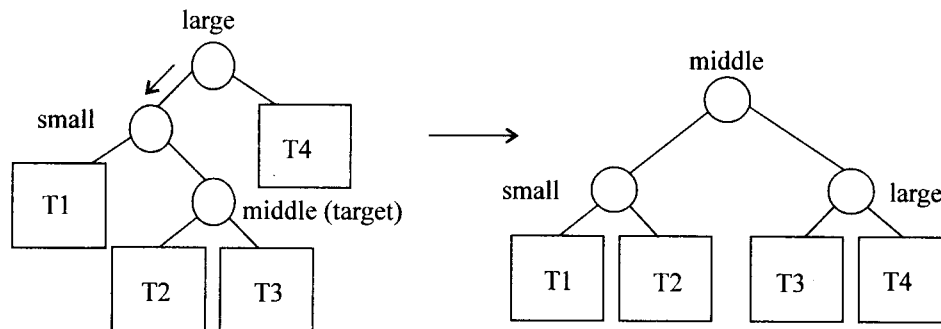 large
small
T4
T1
middle (target)
T2
T3
middle
small
large
T1
T2
T3
T4